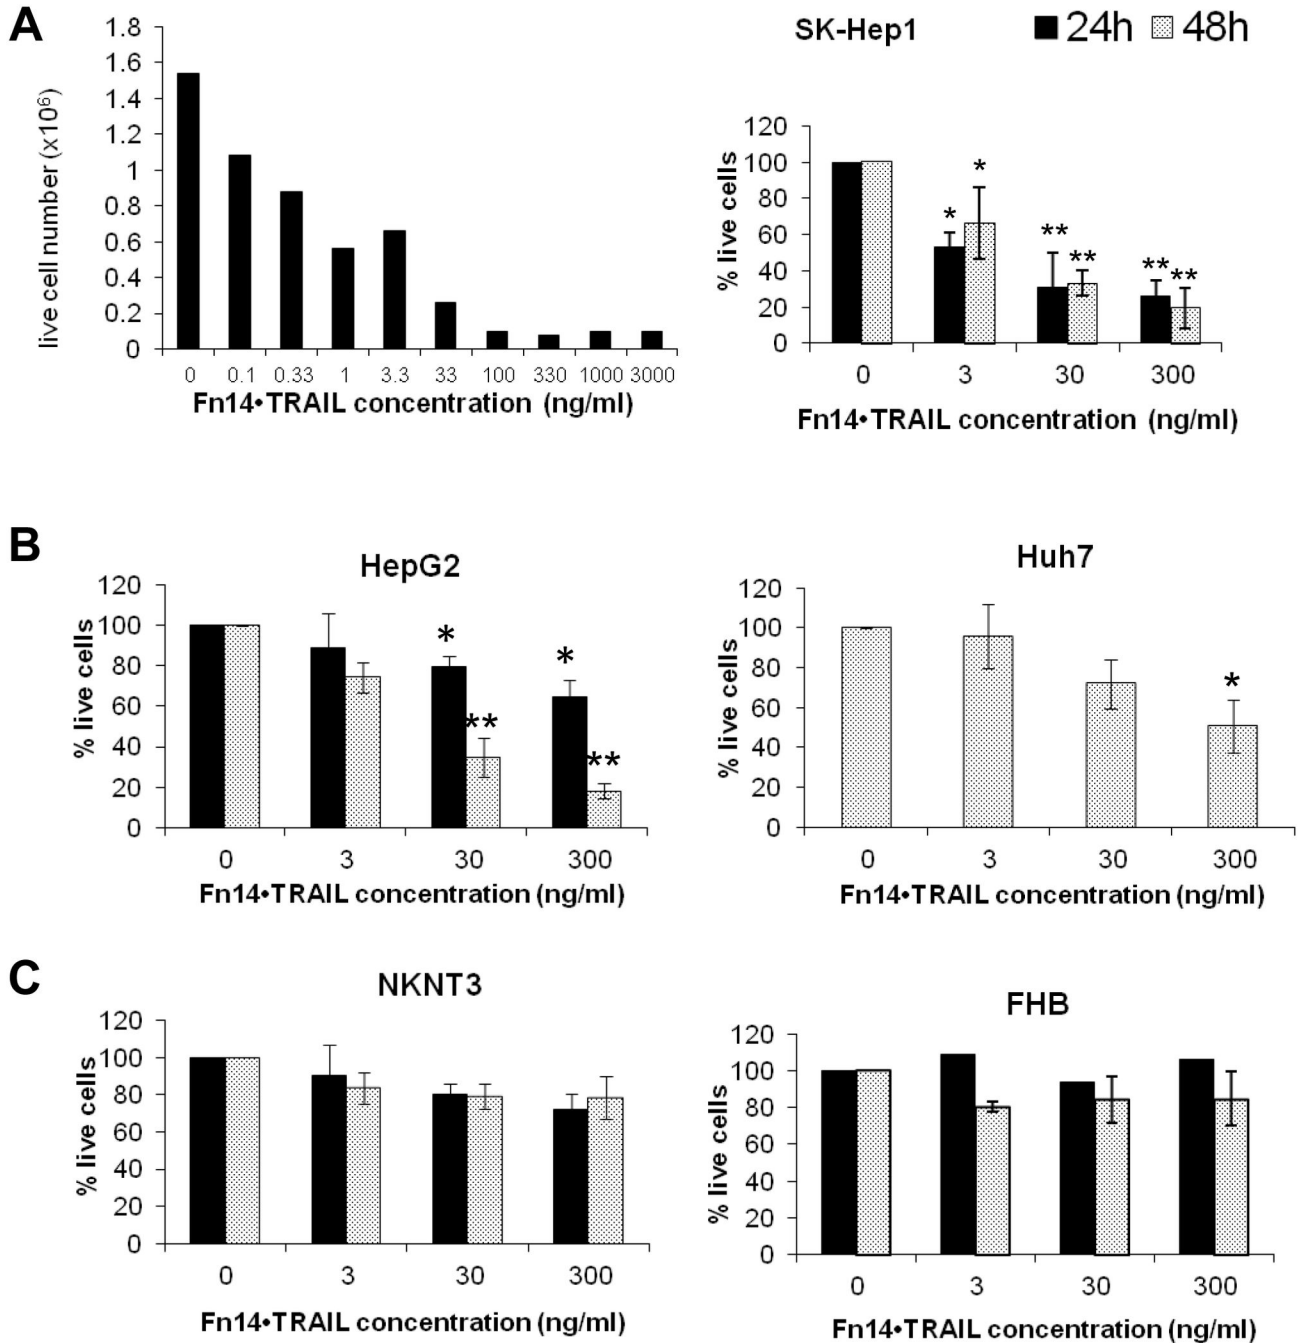 A
1.8
1.6
1.4
1.2
1
0.8
0.6
0.4
0.2
0
live cell number (x10⁶)
0 0.1 0.33 1 3.3 33 100 330 1000 3000
Fn14•TRAIL concentration (ng/ml)
SK-Hep1
24h 48h
120
100
80
60
40
20
0
% live cells
* * ** ** ** **
0 3 30 300
Fn14•TRAIL concentration (ng/ml)
B
HepG2
120
100
80
60
40
20
0
% live cells
* ** * **
0 3 30 300
Fn14•TRAIL concentration (ng/ml)
Huh7
120
100
80
60
40
20
0
% live cells
*
0 3 30 300
Fn14•TRAIL concentration (ng/ml)
C
NKNT3
120
100
80
60
40
20
0
% live cells
0 3 30 300
Fn14•TRAIL concentration (ng/ml)
FHB
120
100
80
60
40
20
0
% live cells
0 3 30 300
Fn14•TRAIL concentration (ng/ml)